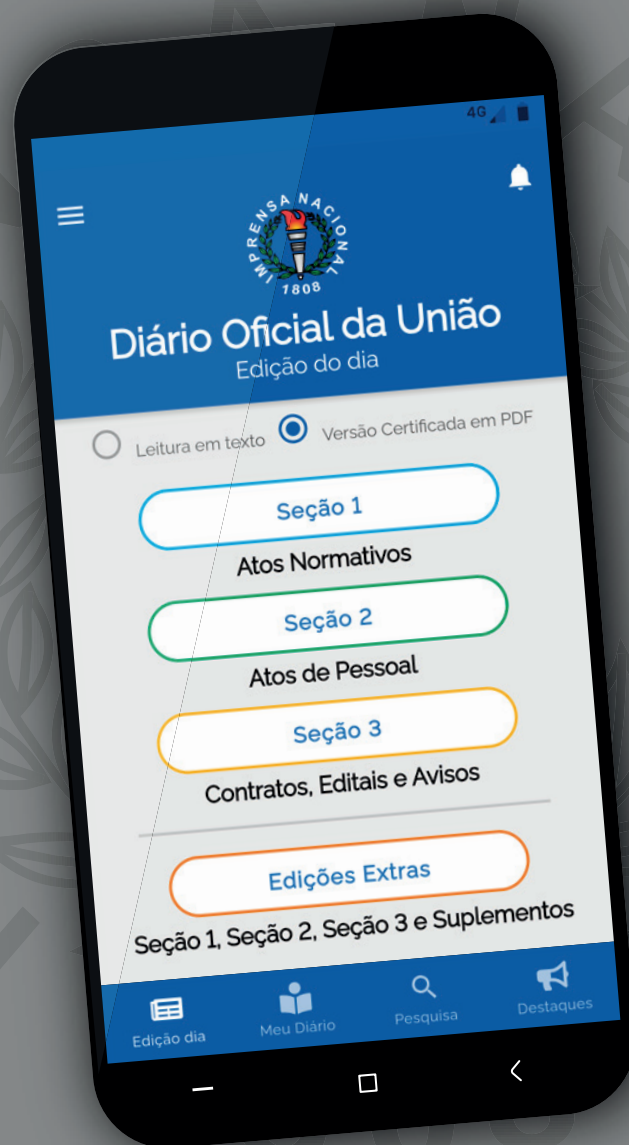 4G
IMPRENSA NACIONAL
1808
Diário Oficial da União
Edição do dia
Leitura em texto Versão Certificada em PDF
Seção 1
Atos Normativos
Seção 2
Atos de Pessoal
Seção 3
Contratos, Editais e Avisos
Edições Extras
Seção 1, Seção 2, Seção 3 e Suplementos
Edição dia Meu Diário Pesquisa Destaques